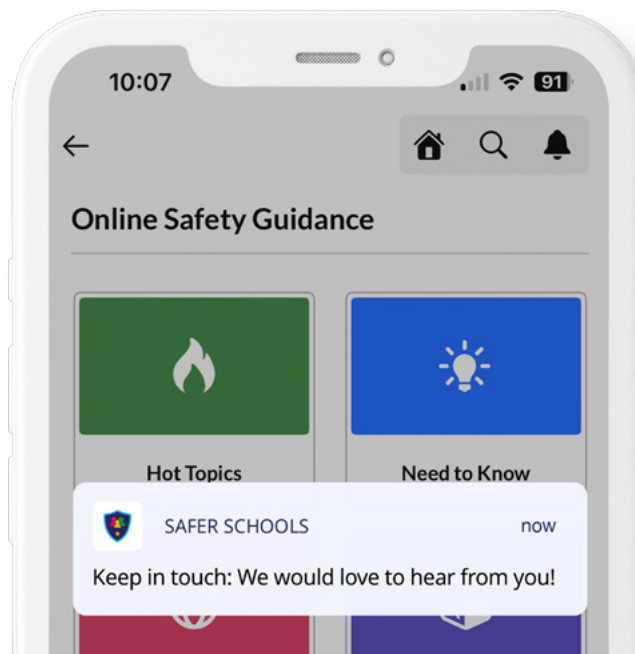 10:07
91
Online Safety Guidance
Hot Topics
Need to Know
SAFER SCHOOLS
now
Keep in touch: We would love to hear from you!